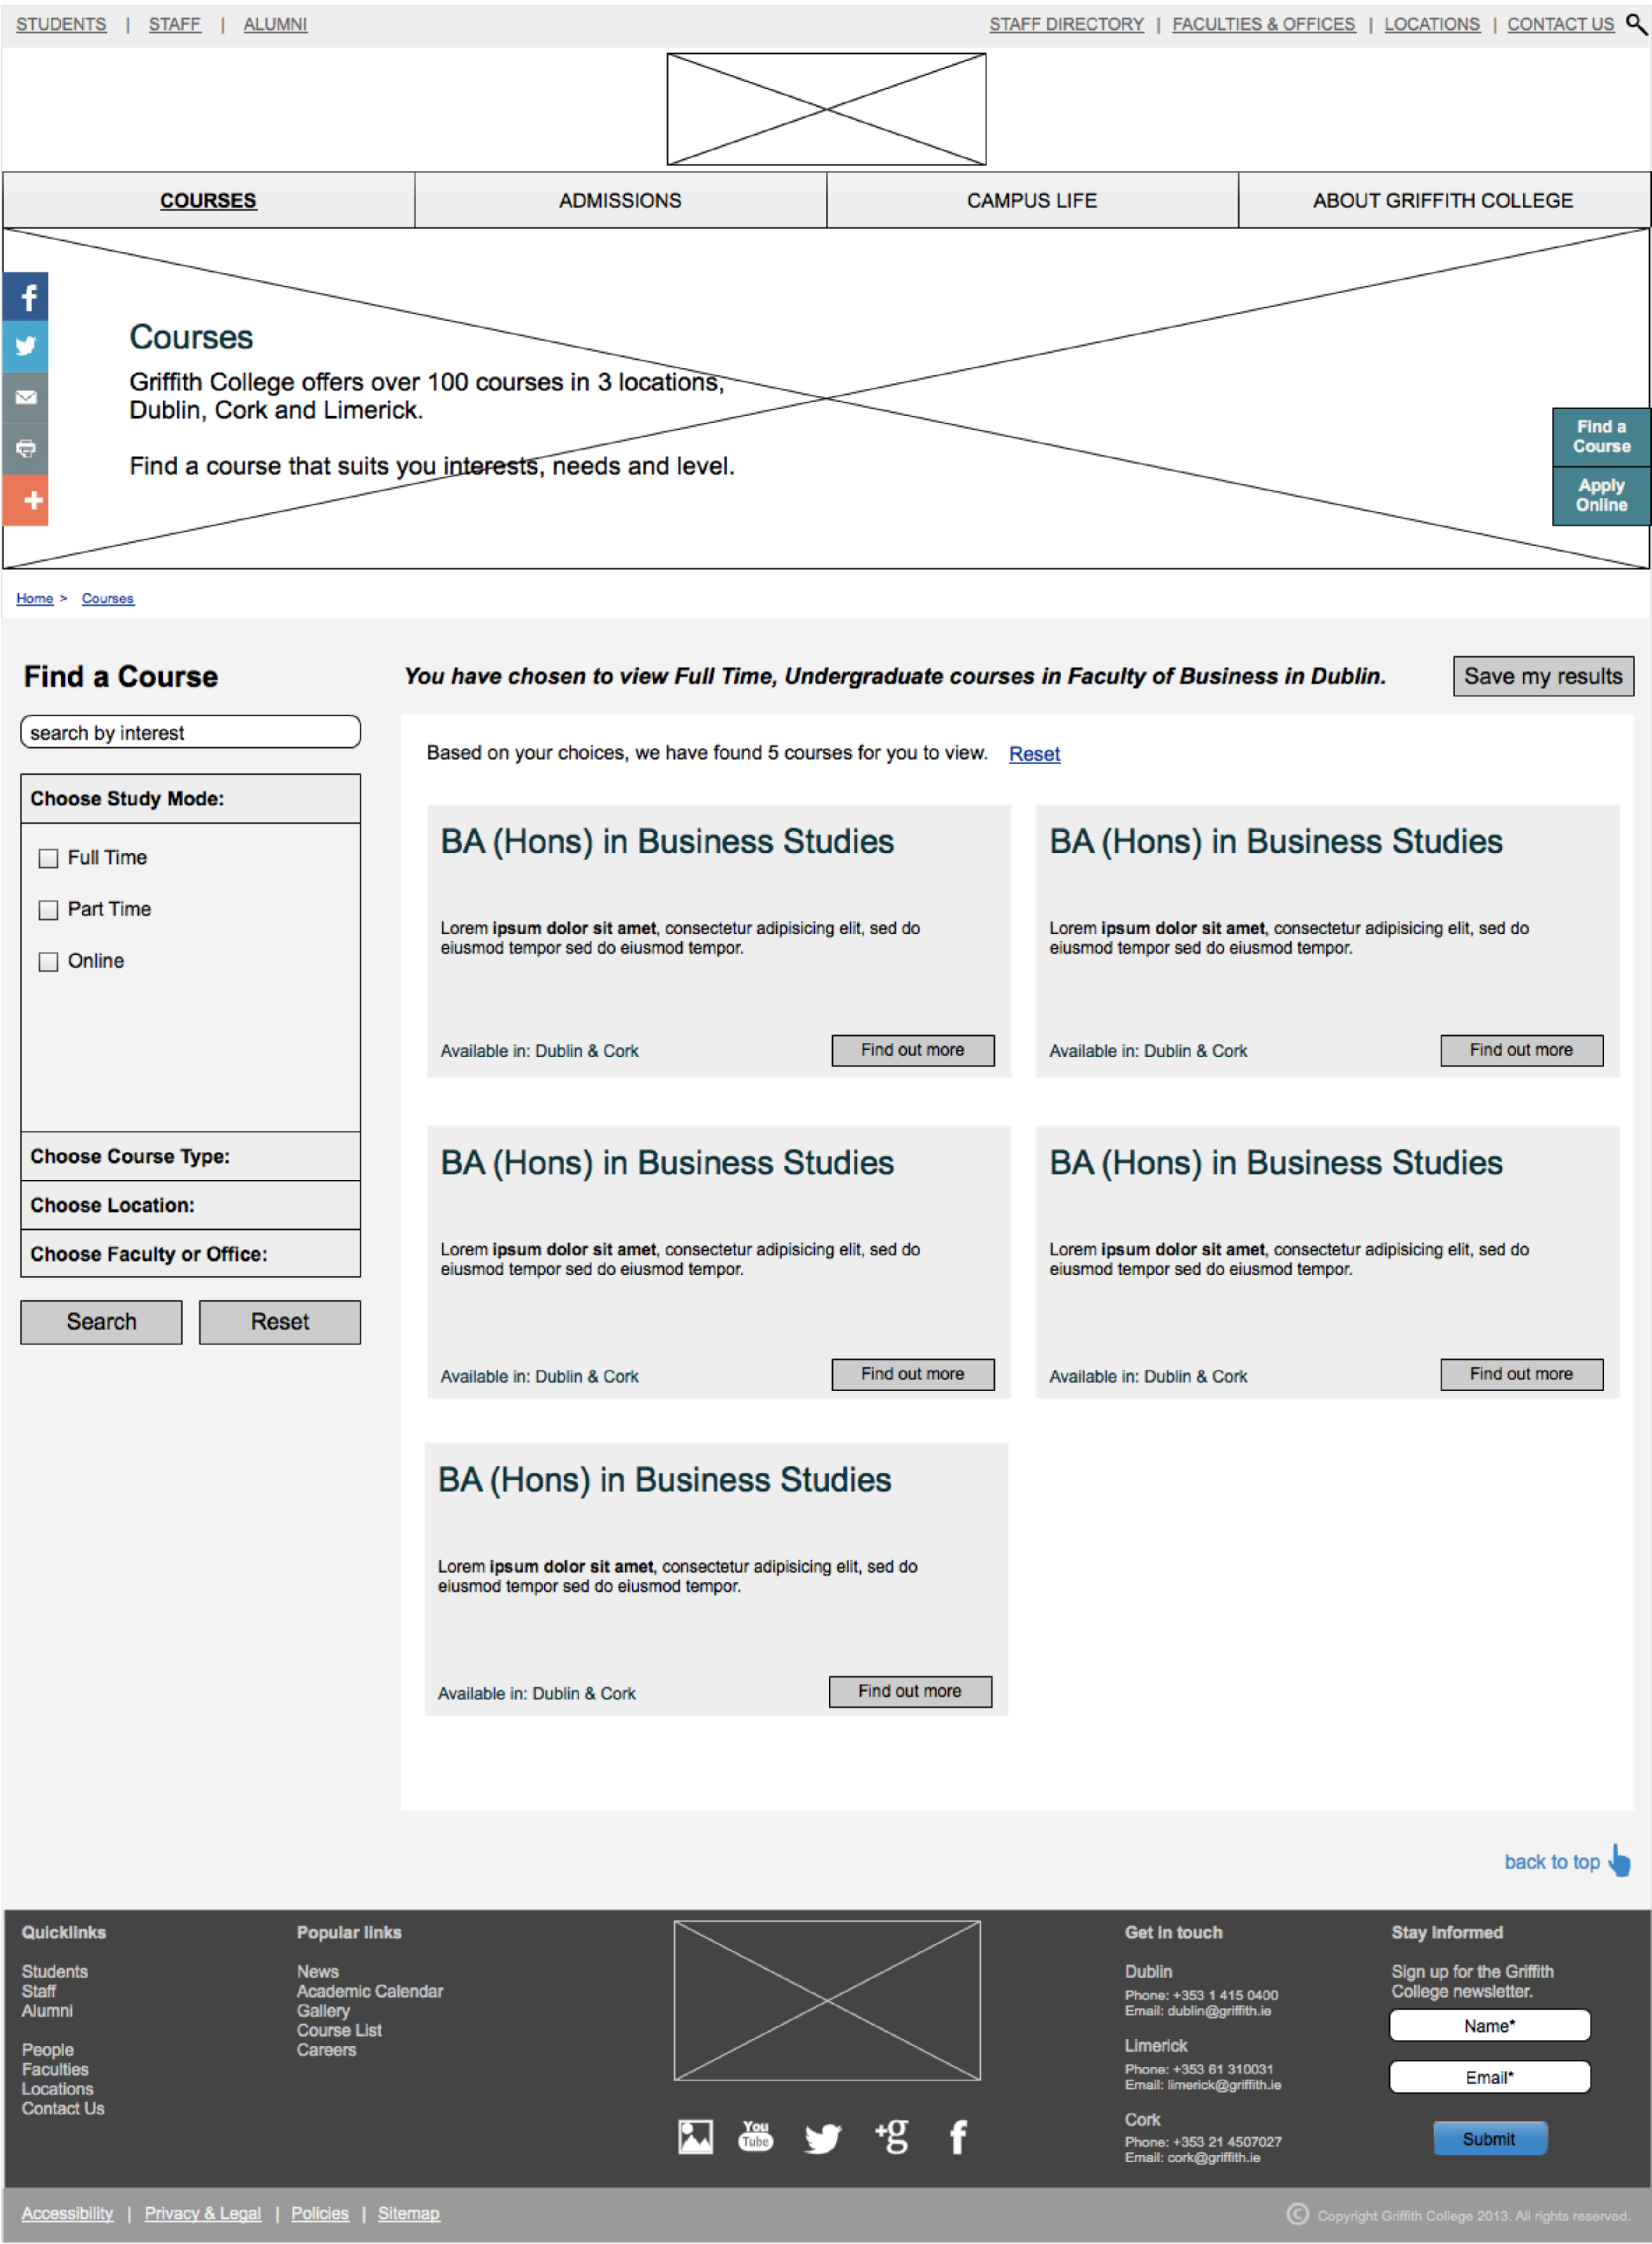 STUDENTS | STAFF | ALUMNI
STAFF DIRECTORY | FACULTIES & OFFICES | LOCATIONS | CONTACT US
COURSES
ADMISSIONS
CAMPUS LIFE
ABOUT GRIFFITH COLLEGE
Courses
Griffith College offers over 100 courses in 3 locations,
Dublin, Cork and Limerick.
Find a course that suits you interests, needs and level.
Find a
Course
Apply
Online
Home > Courses
Find a Course
search by interest
Choose Study Mode:
Full Time
Part Time
Online
Choose Course Type:
Choose Location:
Choose Faculty or Office:
Search
Reset
You have chosen to view Full Time, Undergraduate courses in Faculty of Business in Dublin.
Save my results
Based on your choices, we have found 5 courses for you to view. Reset
BA (Hons) in Business Studies
Lorem ipsum dolor sit amet, consectetur adipisicing elit, sed do
eiusmod tempor sed do eiusmod tempor.
Available in: Dublin & Cork
Find out more
BA (Hons) in Business Studies
Lorem ipsum dolor sit amet, consectetur adipisicing elit, sed do
eiusmod tempor sed do eiusmod tempor.
Available in: Dublin & Cork
Find out more
BA (Hons) in Business Studies
Lorem ipsum dolor sit amet, consectetur adipisicing elit, sed do
eiusmod tempor sed do eiusmod tempor.
Available in: Dublin & Cork
Find out more
BA (Hons) in Business Studies
Lorem ipsum dolor sit amet, consectetur adipisicing elit, sed do
eiusmod tempor sed do eiusmod tempor.
Available in: Dublin & Cork
Find out more
BA (Hons) in Business Studies
Lorem ipsum dolor sit amet, consectetur adipisicing elit, sed do
eiusmod tempor sed do eiusmod tempor.
Available in: Dublin & Cork
Find out more
back to top
Quicklinks
Students
Staff
Alumni
People
Faculties
Locations
Contact Us
Popular links
News
Academic Calendar
Gallery
Course List
Careers
You
Tube
+g
f
Get in touch
Dublin
Phone: +353 1 415 0400
Email: dublin@griffith.ie
Limerick
Phone: +353 61 310031
Email: limerick@griffith.ie
Cork
Phone: +353 21 4507027
Email: cork@griffith.ie
Stay Informed
Sign up for the Griffith
College newsletter.
Name*
Email*
Submit
Accessibility | Privacy & Legal | Policies | Sitemap
© Copyright Griffith College 2013. All rights reserved.